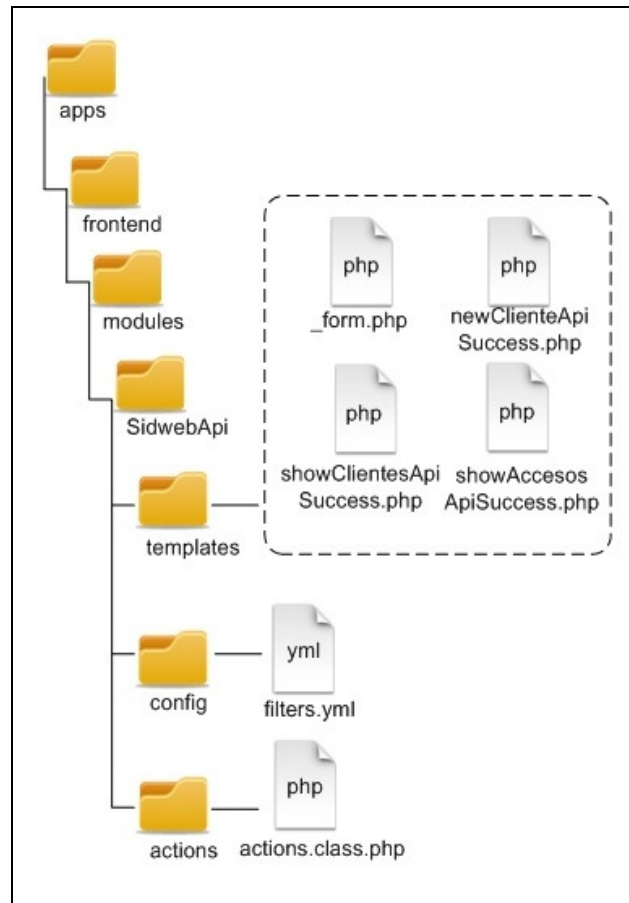 apps
frontend
modules
SidwebApi
templates
php
_form.php
php
newClienteApi
Success.php
php
showClientesApi
Success.php
php
showAccesos
ApiSuccess.php
config
yml
filters.yml
actions
php
actions.class.php